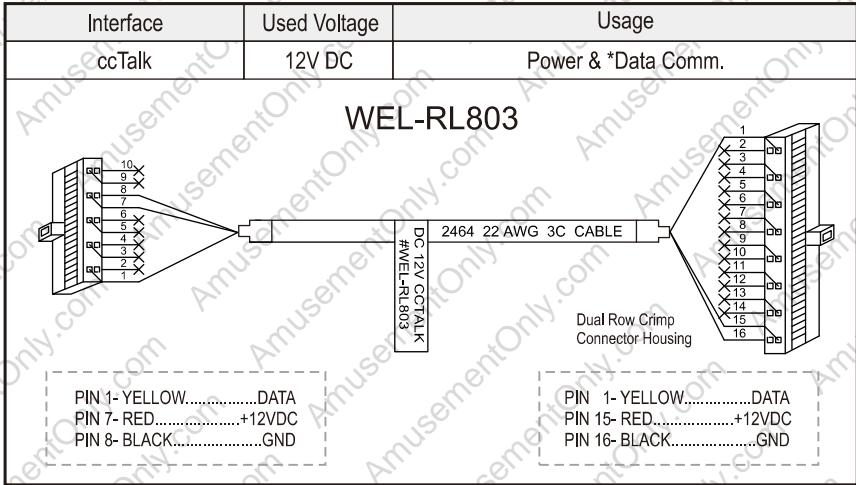 Interface Used Voltage Usage
ccTalk 12V DC Power & *Data Comm.
WEL-RL803
10
9
8
7
6
5
4
3
2
1
DC 12V CCTALK
#WEL-RL803
2464 22 AWG 3C CABLE
1
2
3
4
5
6
7
8
9
10
11
12
13
14
15
16
Dual Row Crimp
Connector Housing
PIN 1- YELLOW...............DATA
PIN 7- RED..................+12VDC
PIN 8- BLACK...................GND
PIN 1- YELLOW..............DATA
PIN 15- RED.................+12VDC
PIN 16- BLACK..................GND
AmusementOnly.com